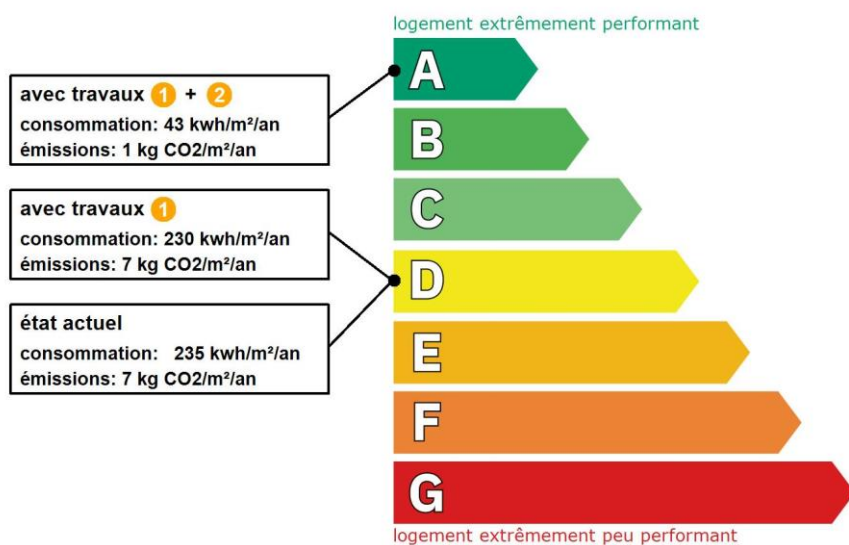 logement extrêmement performant
avec travaux 1 + 2
consommation: 43 kwh/m²/an
émissions: 1 kg CO2/m²/an
avec travaux 1
consommation: 230 kwh/m²/an
émissions: 7 kg CO2/m²/an
état actuel
consommation: 235 kwh/m²/an
émissions: 7 kg CO2/m²/an
A
B
C
D
E
F
G
logement extrêmement peu performant